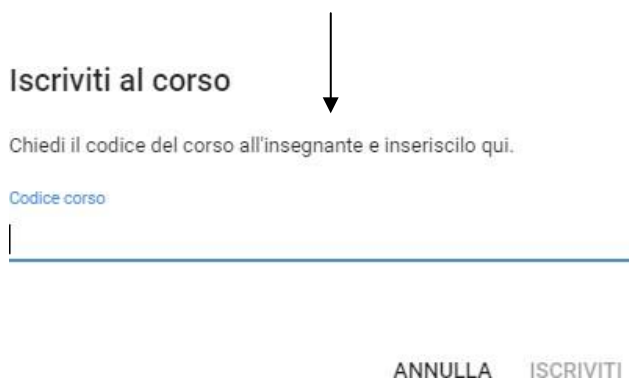 Iscriviti al corso
Chiedi il codice del corso all'insegnante e inseriscilo qui.
Codice corso
ANNULLA ISCRIVITI